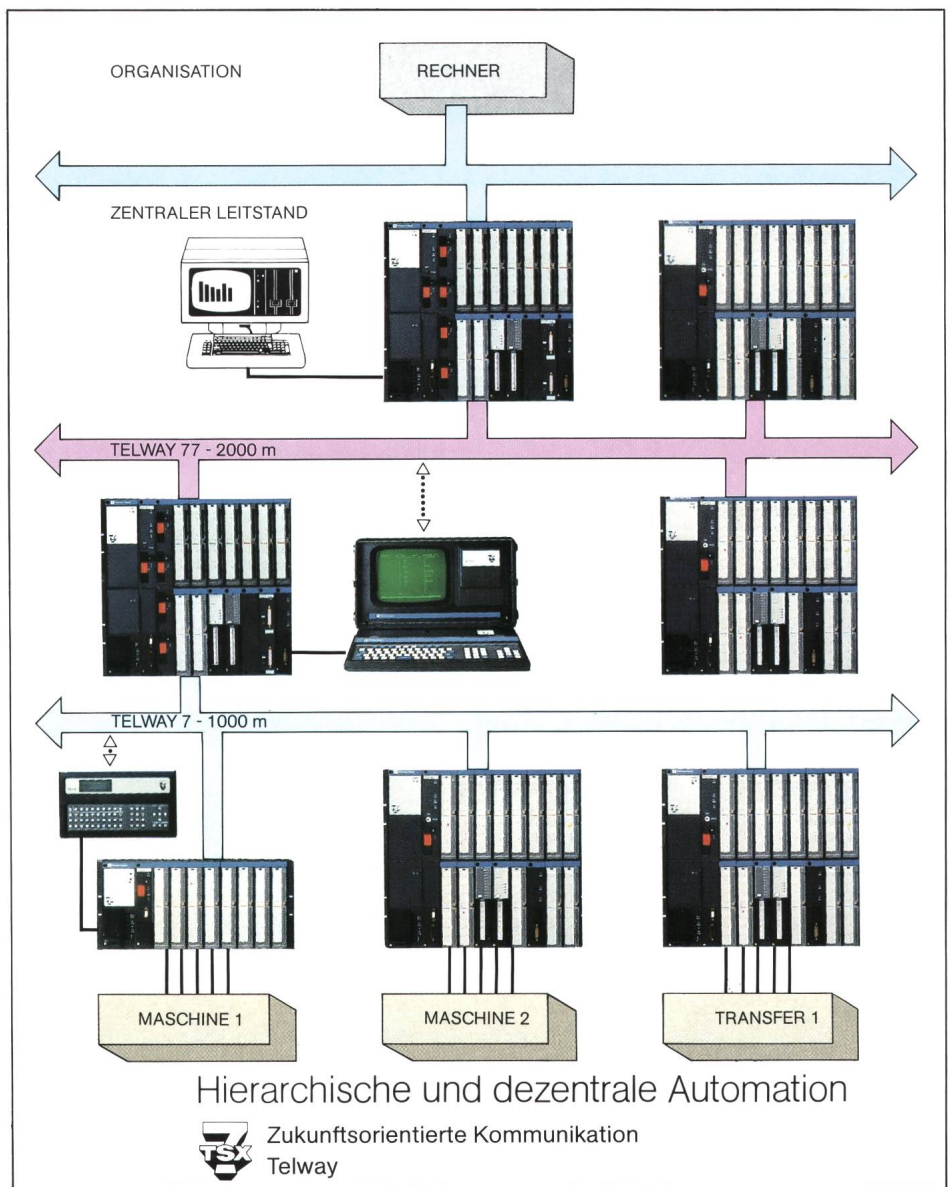 ORGANISATION
RECHNER
ZENTRALER LEITSTAND
TELWAY 77 - 2000 m
TELWAY 7 - 1000 m
MASCHINE 1
MASCHINE 2
TRANSFER 1
Hierarchische und dezentrale Automation
7
TSX
Zukunftsorientierte Kommunikation
Telway